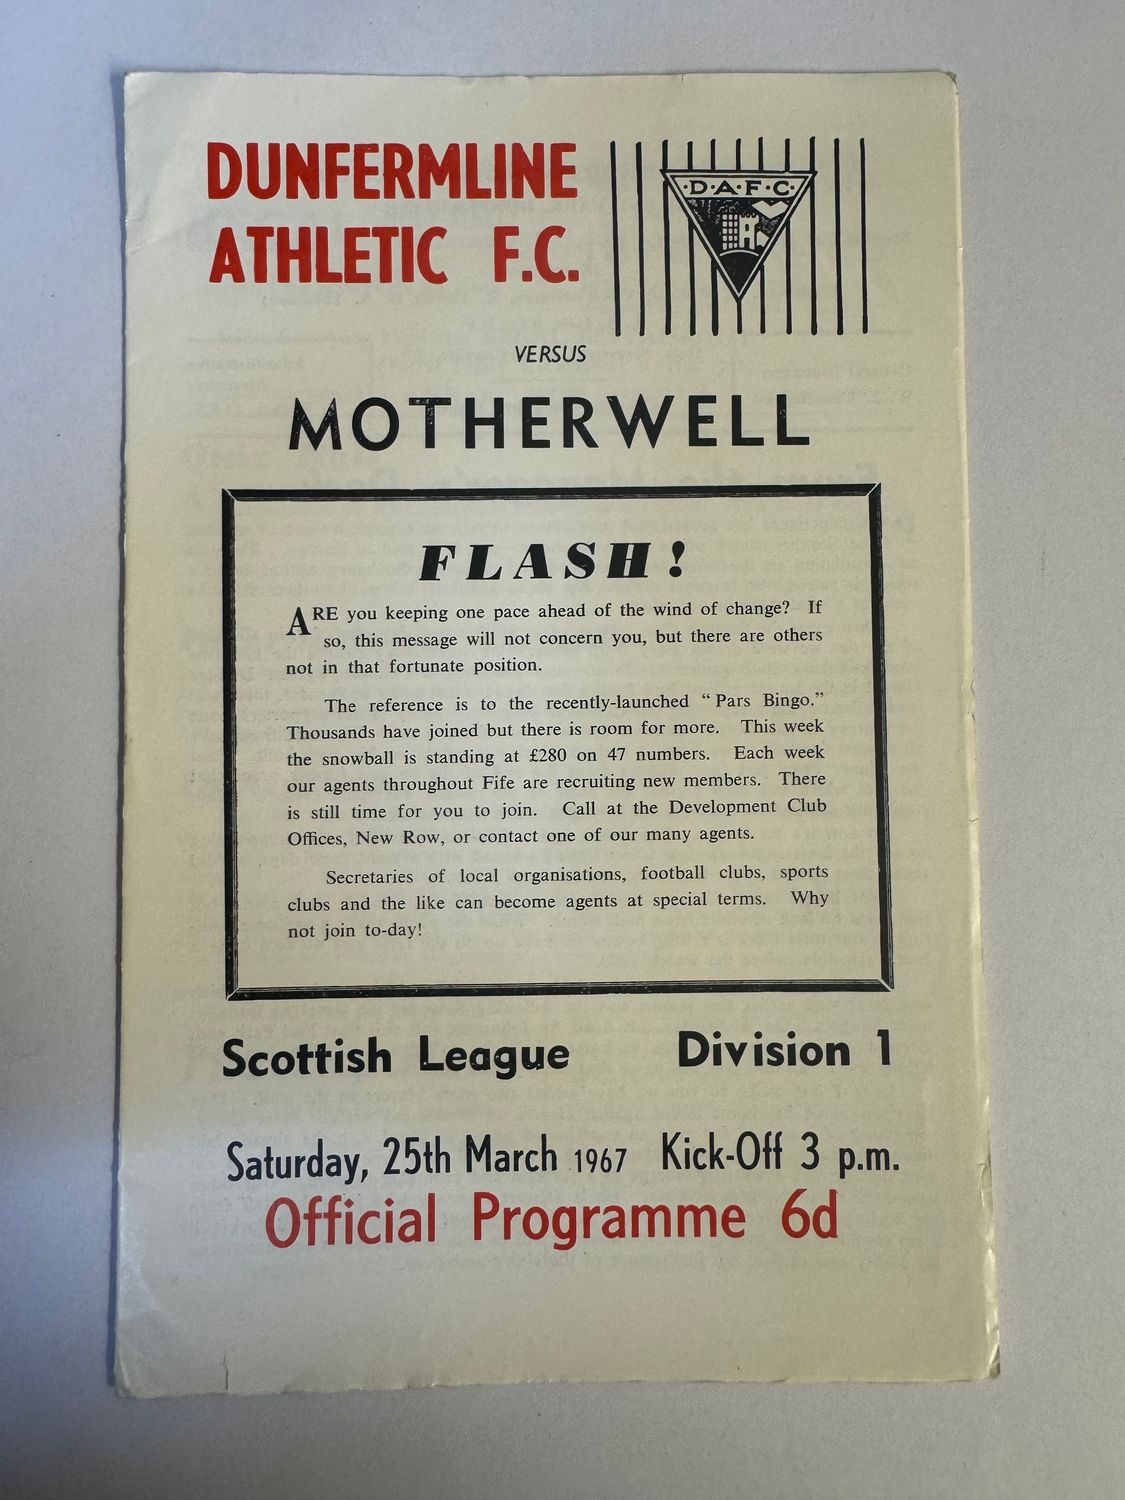 DUNFERMLINE
ATHLETIC F.C.
D·A·F·C·
VERSUS
MOTHERWELL
FLASH!
ARE you keeping one pace ahead of the wind of change? If
so, this message will not concern you, but there are others
not in that fortunate position.
The reference is to the recently-launched “Pars Bingo.”
Thousands have joined but there is room for more. This week
the snowball is standing at £280 on 47 numbers. Each week
our agents throughout Fife are recruiting new members. There
is still time for you to join. Call at the Development Club
Offices, New Row, or contact one of our many agents.
Secretaries of local organisations, football clubs, sports
clubs and the like can become agents at special terms. Why
not join to-day!
Scottish League Division 1
Saturday, 25th March 1967 Kick-Off 3 p.m.
Official Programme 6d